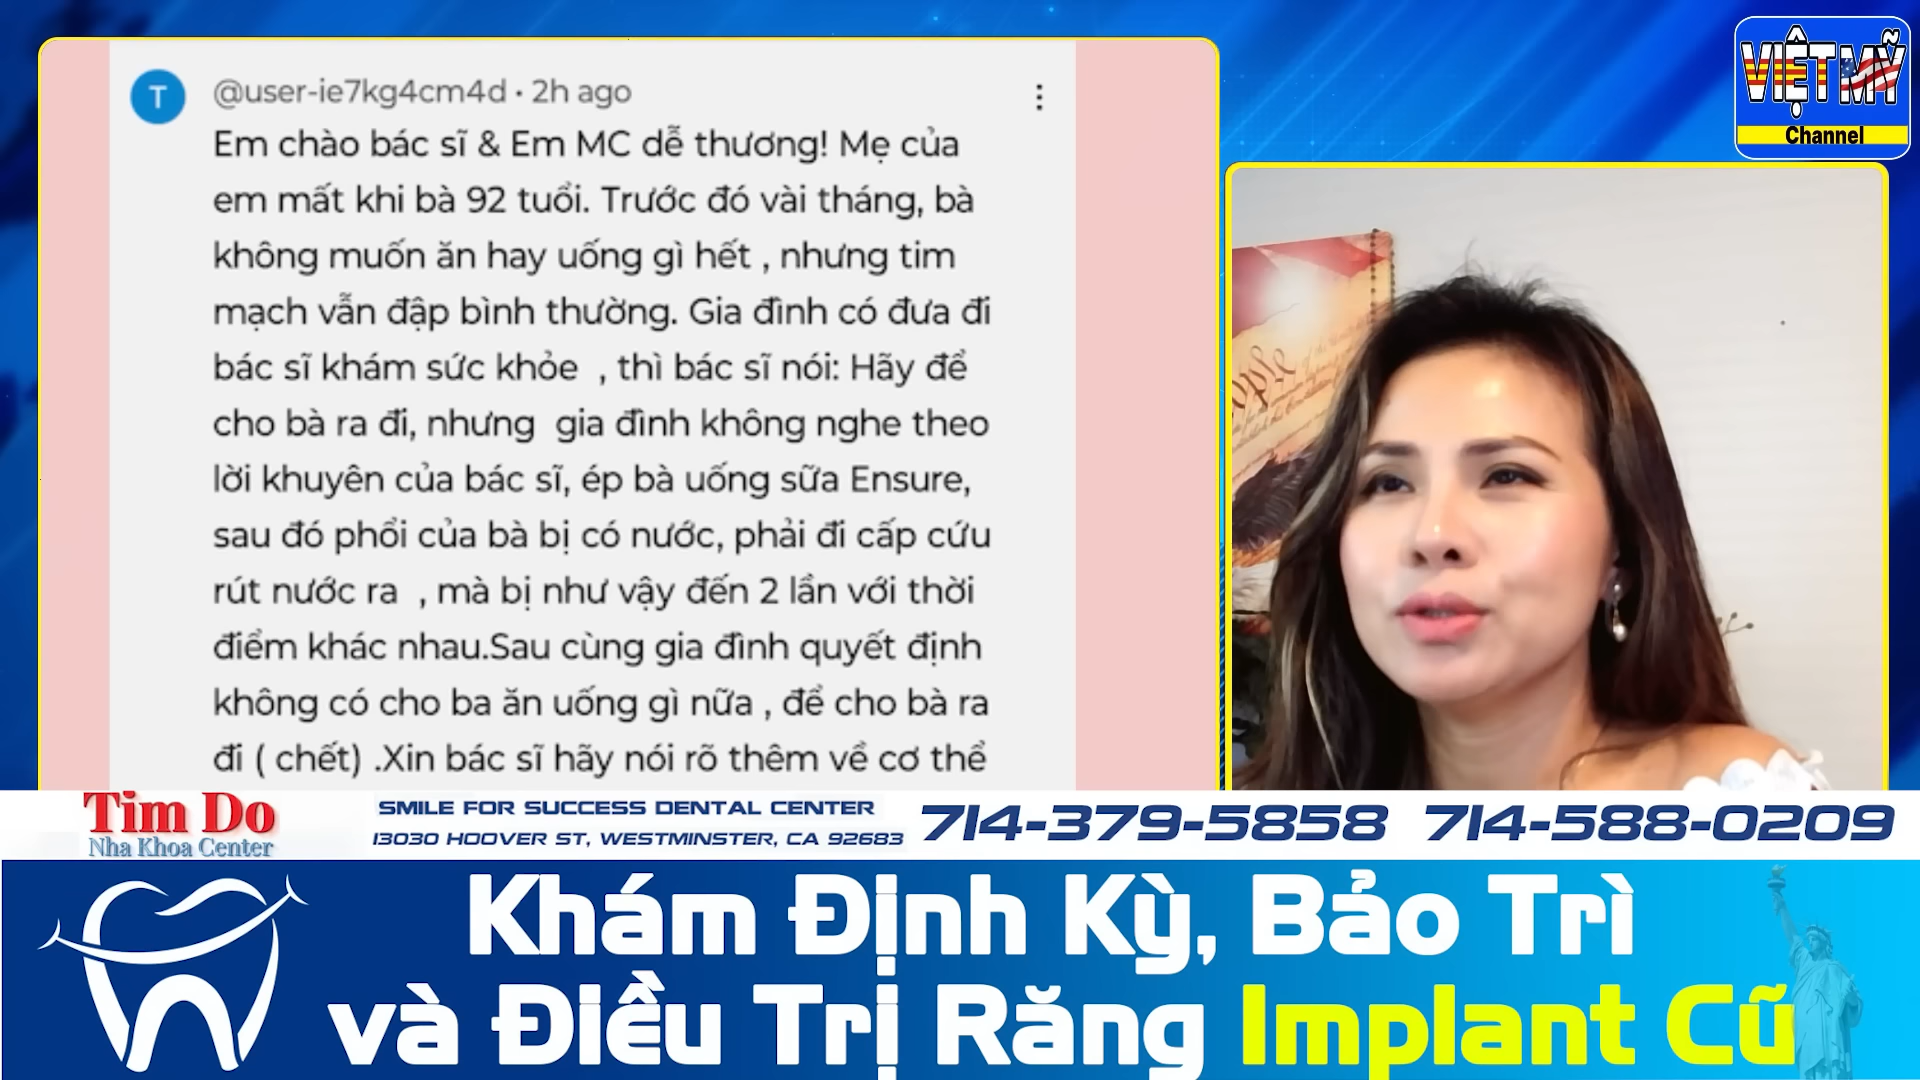 T
@user-ie7kg4cm4d • 2h ago
Em chào bác sĩ & Em MC dễ thương! Mẹ của
em mất khi bà 92 tuổi. Trước đó vài tháng, bà
không muốn ăn hay uống gì hết , nhưng tim
mạch vẫn đập bình thường. Gia đình có đưa đi
bác sĩ khám sức khỏe  , thì bác sĩ nói: Hãy để
cho bà ra đi, nhưng  gia đình không nghe theo
lời khuyên của bác sĩ, ép bà uống sữa Ensure,
sau đó phổi của bà bị có nước, phải đi cấp cứu
rút nước ra  , mà bị như vậy đến 2 lần với thời
điểm khác nhau.Sau cùng gia đình quyết định
không có cho ba ăn uống gì nữa , để cho bà ra
đi ( chết) .Xin bác sĩ hãy nói rõ thêm về cơ thể
VIỆT MỸ
Channel
Tim Do
Nha Khoa Center
SMILE FOR SUCCESS DENTAL CENTER
13030 HOOVER ST, WESTMINSTER, CA 92683
714-379-5858 714-588-0209
Khám Định Kỳ, Bảo Trì
và Điều Trị Răng Implant Cũ